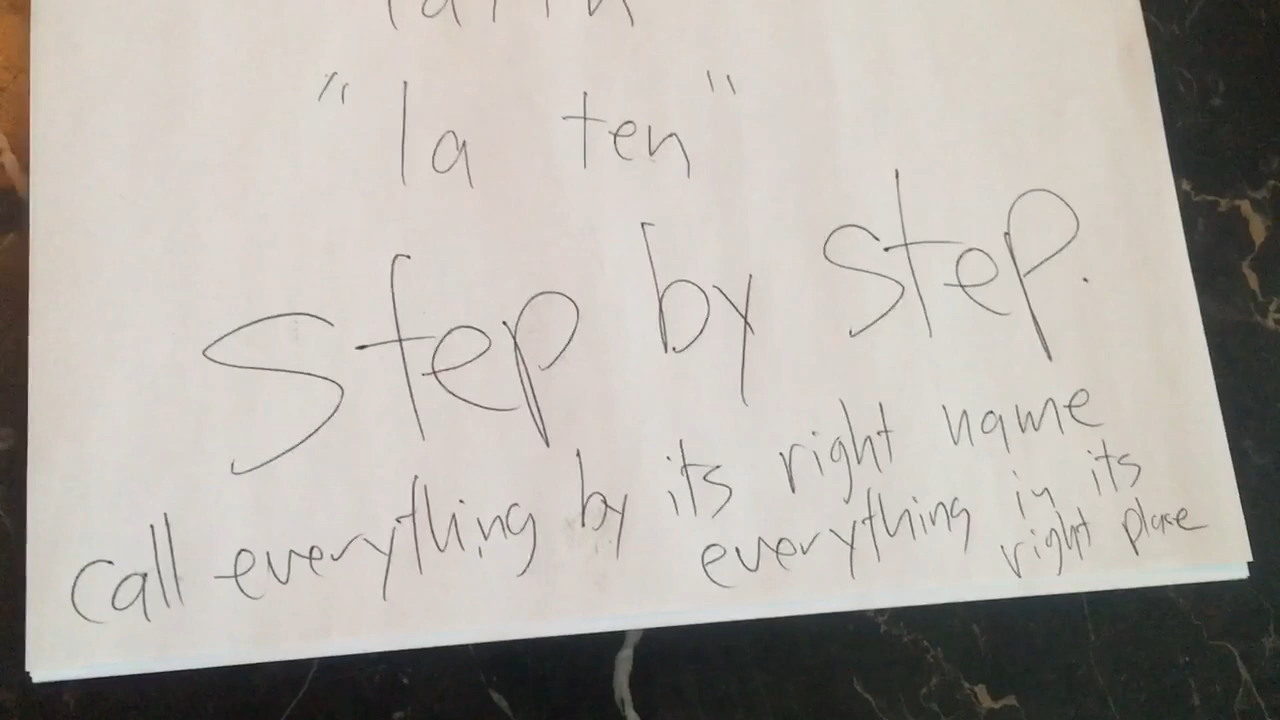 "la ten"
Step by Step.
call everything by its right name
everything in its
right place